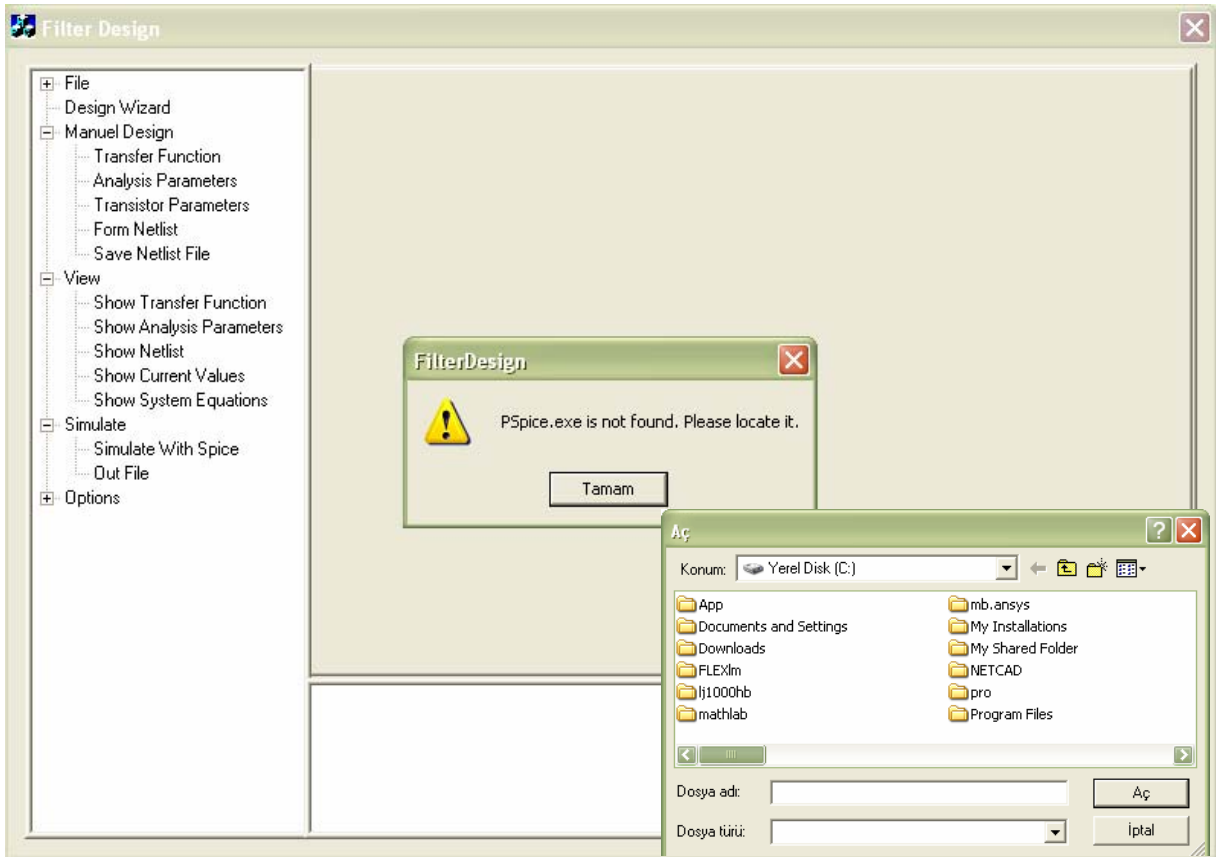 Filter Design
File
Design Wizard
Manuel Design
Transfer Function
Analysis Parameters
Transistor Parameters
Form Netlist
Save Netlist File
View
Show Transfer Function
Show Analysis Parameters
Show Netlist
Show Current Values
Show System Equations
Simulate
Simulate With Spice
Out File
Options
FilterDesign
PSpice.exe is not found. Please locate it.
Tamam
Aç
Konum: Yerel Disk (C:)
App
Documents and Settings
Downloads
FLEXlm
lj1000hb
mathlab
mb.ansys
My Installations
My Shared Folder
NETCAD
pro
Program Files
Dosya adı:
Aç
Dosya türü:
İptal